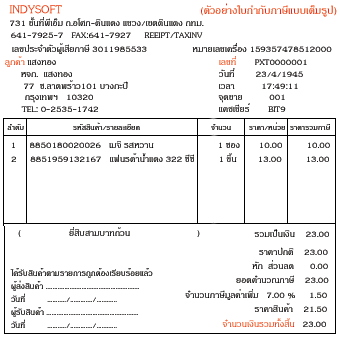 INDYSOFT (ตัวอย่างใบกำกับภาษีแบบเต็มรูป)
731 ชั้นที่พีเอ็ม ถ.อโศก-ดินแดง แขวง/เขตดินแดง กทม.
641-7925-7 FAX:641-7927 REEIPT/TAXINV
เลขประจำตัวผู้เสียภาษี 3011985533 หมายเลขเครื่อง 159357478512000
ลูกค้า แสงทอง เลขที่ PXT0000001
หจก. แสงทอง วันที่ 23/4/1945
77 ซ.ลาดพร้าว101 บางกะปิ เวลา 17:49:11
กรุงเทพฯ 10320 จุดขาย 001
TEL: 0-2535-1742 แคชเชียร์ BIT9
ลำดับ รหัสสินค้า/รายละเอียด จำนวน ราคา/หน่วย ราคารวมภาษี
1 8850180020026 เมจิ รสหวาน 1 ซอง 10.00 10.00
2 8851959132167 แฟนต้าน้ำแดง 322 ซีซี 1 ชิ้น 13.00 13.00
( ยี่สิบสามบาทถ้วน ) รวมเป็นเงิน 23.00
ราคาปกติ 23.00
หัก ส่วนลด 0.00
ได้รับสินค้าตามรายการถูกต้องเรียบร้อยแล้ว ยอดคำนวณภาษี 23.00
ผู้ส่งสินค้า ........................................
วันที่ ........../........../.......... จำนวนภาษีมูลค่าเพิ่ม 7.00 % 1.50
ผู้รับสินค้า ........................................ ราคาสินค้า 21.50
วันที่ ........../........../.......... จำนวนเงินรวมทั้งสิ้น 23.00